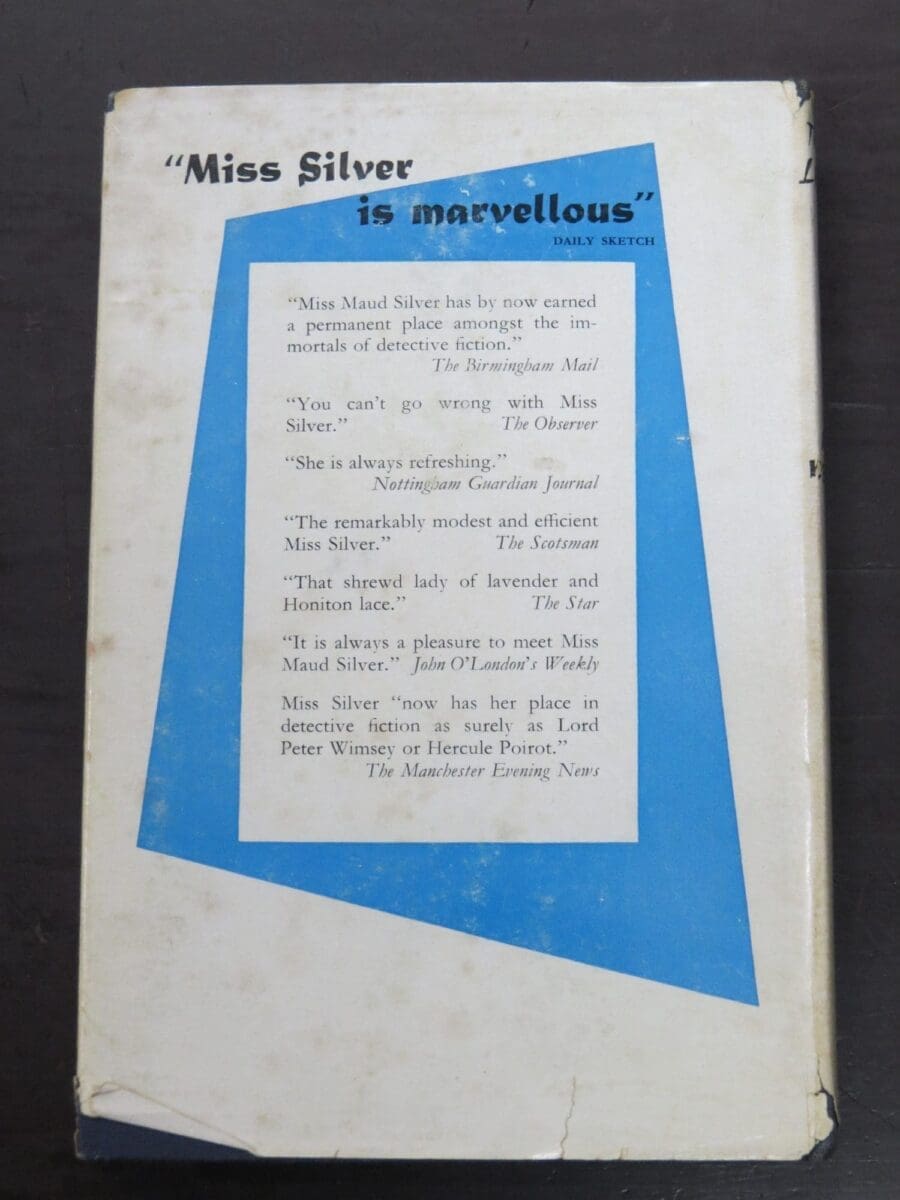 “Miss Silver
is marvellous”
DAILY SKETCH
“Miss Maud Silver has by now earned
a permanent place amongst the im-
mortals of detective fiction.”
The Birmingham Mail
“You can’t go wrong with Miss
Silver.” The Observer
“She is always refreshing.”
Nottingham Guardian Journal
“The remarkably modest and efficient
Miss Silver.” The Scotsman
“That shrewd lady of lavender and
Honiton lace.” The Star
“It is always a pleasure to meet Miss
Maud Silver.” John O’London’s Weekly
Miss Silver “now has her place in
detective fiction as surely as Lord
Peter Wimsey or Hercule Poirot.”
The Manchester Evening News